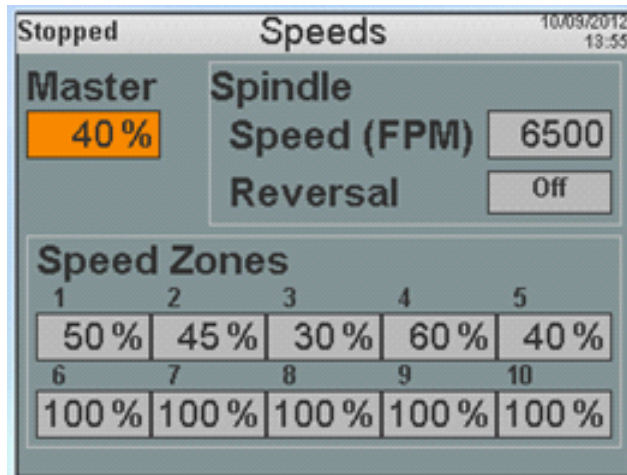 Stopped Speeds 10/09/2012
13:55
Master Spindle
40 % Speed (FPM) 6500
Reversal Off
Speed Zones
1 2 3 4 5
50 % 45 % 30 % 60 % 40 %
6 7 8 9 10
100 % 100 % 100 % 100 % 100 %